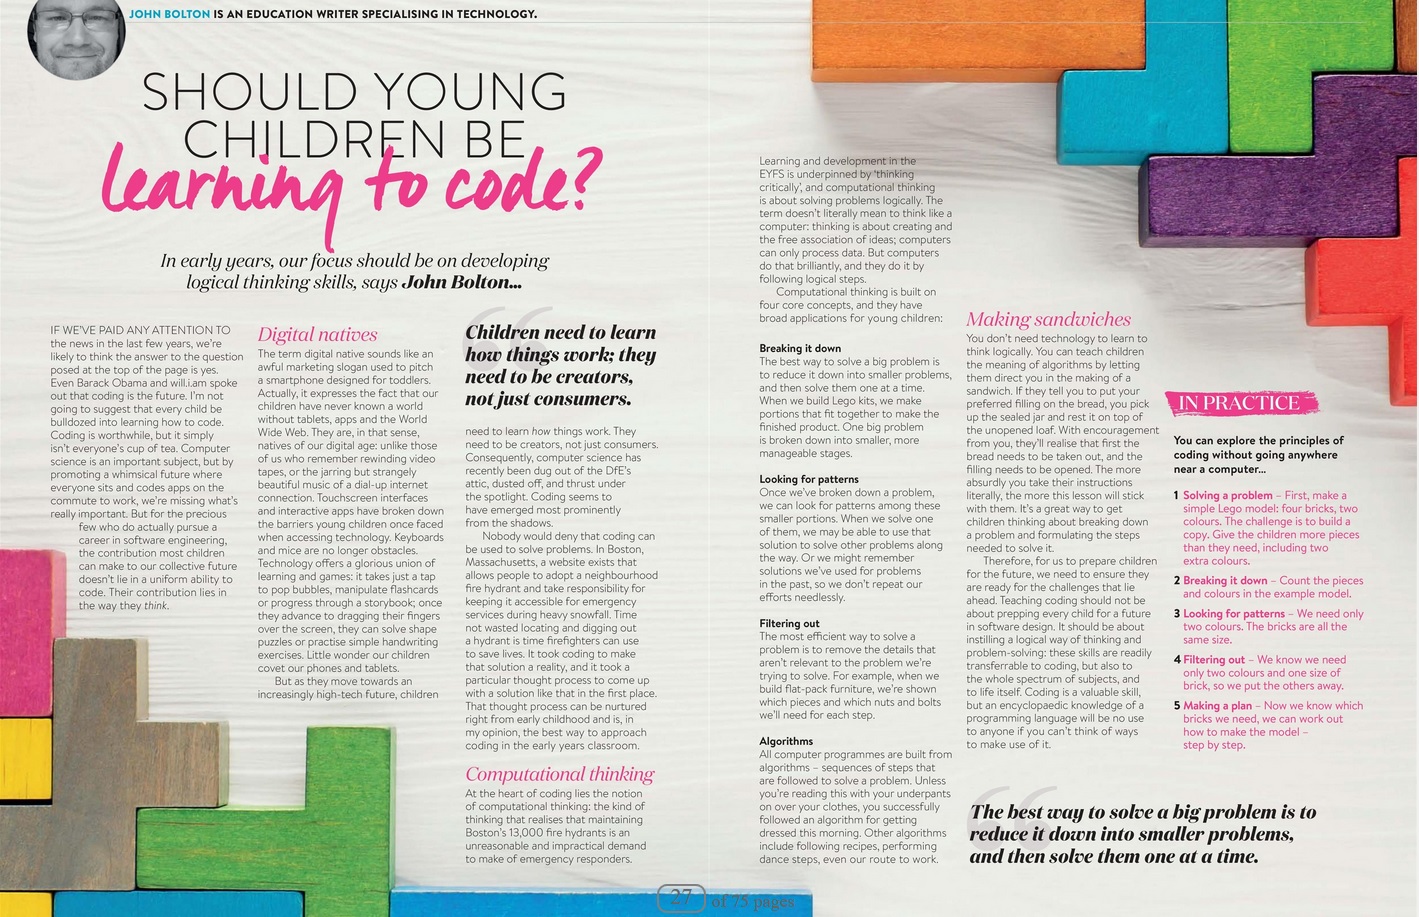 JOHN BOLTON IS AN EDUCATION WRITER SPECIALISING IN TECHNOLOGY.
SHOULD YOUNG
CHILDREN BE
learning to code?
In early years, our focus should be on developing
logical thinking skills, says John Bolton...
IF WE'VE PAID ANY ATTENTION TO
the news in the last few years, we're
likely to think the answer to the question
posed at the top of the page is yes.
Even Barack Obama and will.i.am spoke
out that coding is the future. I'm not
going to suggest that every child be
bulldozed into learning how to code.
Coding is worthwhile, but it simply
isn't everyone's cup of tea. Computer
science is an important subject, but by
promoting a whimsical future where
everyone sits and codes apps on the
commute to work, we're missing what's
really important. But for the precious
few who do actually pursue a
career in software engineering,
the contribution most children
can make to our collective future
doesn't lie in a uniform ability to
code. Their contribution lies in
the way they think.
Digital natives
The term digital native sounds like an
awful marketing slogan used to pitch
a smartphone designed for toddlers.
Actually, it expresses the fact that our
children have never known a world
without tablets, apps and the World
Wide Web. They are, in that sense,
natives of our digital age: unlike those
of us who remember rewinding video
tapes, or the jarring but strangely
beautiful music of a dial-up internet
connection. Touchscreen interfaces
and interactive apps have broken down
the barriers young children once faced
when accessing technology. Keyboards
and mice are no longer obstacles.
Technology offers a glorious union of
learning and games: it takes just a tap
to pop bubbles, manipulate flashcards
or progress through a storybook; once
they advance to dragging their fingers
over the screen, they can solve shape
puzzles or practise simple handwriting
exercises. Little wonder our children
covet our phones and tablets.
But as they move towards an
increasingly high-tech future, children
Children need to learn
how things work; they
need to be creators,
not just consumers.
need to learn how things work. They
need to be creators, not just consumers.
Consequently, computer science has
recently been dug out of the DfE's
attic, dusted off, and thrust under
the spotlight. Coding seems to
have emerged most prominently
from the shadows.
Nobody would deny that coding can
be used to solve problems. In Boston,
Massachusetts, a website exists that
allows people to adopt a neighbourhood
fire hydrant and take responsibility for
keeping it accessible for emergency
services during heavy snowfall. Time
not wasted locating and digging out
a hydrant is time firefighters can use
to save lives. It took coding to make
that solution a reality, and it took a
particular thought process to come up
with a solution like that in the first place.
That thought process can be nurtured
right from early childhood and is, in
my opinion, the best way to approach
coding in the early years classroom.
Computational thinking
At the heart of coding lies the notion
of computational thinking: the kind of
thinking that realises that maintaining
Boston's 13,000 fire hydrants is an
unreasonable and impractical demand
to make of emergency responders.
Learning and development in the
EYFS is underpinned by 'thinking
critically', and computational thinking
is about solving problems logically. The
term doesn't literally mean to think like a
computer: thinking is about creating and
the free association of ideas; computers
can only process data. But computers
do that brilliantly, and they do it by
following logical steps.
Computational thinking is built on
four core concepts, and they have
broad applications for young children:
Breaking it down
The best way to solve a big problem is
to reduce it down into smaller problems,
and then solve them one at a time.
When we build Lego kits, we make
portions that fit together to make the
finished product. One big problem
is broken down into smaller, more
manageable stages.
Looking for patterns
Once we've broken down a problem,
we can look for patterns among these
smaller portions. When we solve one
of them, we may be able to use that
solution to solve other problems along
the way. Or we might remember
solutions we've used for problems
in the past, so we don't repeat our
efforts needlessly.
Filtering out
The most efficient way to solve a
problem is to remove the details that
aren't relevant to the problem we're
trying to solve. For example, when we
build flat-pack furniture, we're shown
which pieces and which nuts and bolts
we'll need for each step.
Algorithms
All computer programmes are built from
algorithms – sequences of steps that
are followed to solve a problem. Unless
you're reading this with your underpants
on over your clothes, you successfully
followed an algorithm for getting
dressed this morning. Other algorithms
include following recipes, performing
dance steps, even our route to work.
Making sandwiches
You don't need technology to learn to
think logically. You can teach children
the meaning of algorithms by letting
them direct you in the making of a
sandwich. If they tell you to put your
preferred filling on the bread, you pick
up the sealed jar and rest it on top of
the unopened loaf. With encouragement
from you, they'll realise that first the
bread needs to be taken out, and the
filling needs to be opened. The more
absurdly you take their instructions
literally, the more this lesson will stick
with them. It's a great way to get
children thinking about breaking down
a problem and formulating the steps
needed to solve it.
Therefore, for us to prepare children
for the future, we need to ensure they
are ready for the challenges that lie
ahead. Teaching coding should not be
about prepping every child for a future
in software design. It should be about
instilling a logical way of thinking and
problem-solving: these skills are readily
transferrable to coding, but also to
the whole spectrum of subjects, and
to life itself. Coding is a valuable skill,
but an encyclopaedic knowledge of a
programming language will be no use
to anyone if you can't think of ways
to make use of it.
IN PRACTICE
You can explore the principles of
coding without going anywhere
near a computer...
1 Solving a problem – First, make a
simple Lego model: four bricks, two
colours. The challenge is to build a
copy. Give the children more pieces
than they need, including two
extra colours.
2 Breaking it down – Count the pieces
and colours in the example model.
3 Looking for patterns – We need only
two colours. The bricks are all the
same size.
4 Filtering out – We know we need
only two colours and one size of
brick, so we put the others away.
5 Making a plan – Now we know which
bricks we need, we can work out
how to make the model –
step by step.
The best way to solve a big problem is to
reduce it down into smaller problems,
and then solve them one at a time.
27 of 75 pages